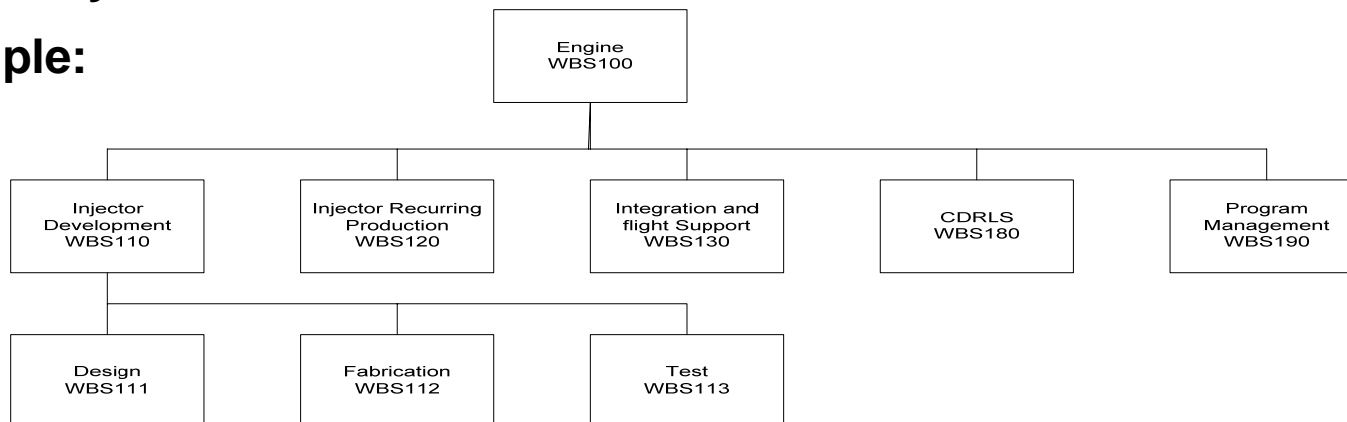 ple:
Engine
WBS100
Injector
Development
WBS110
Injector Recurring
Production
WBS120
Integration and
flight Support
WBS130
CDRLS
WBS180
Program
Management
WBS190
Design
WBS111
Fabrication
WBS112
Test
WBS113